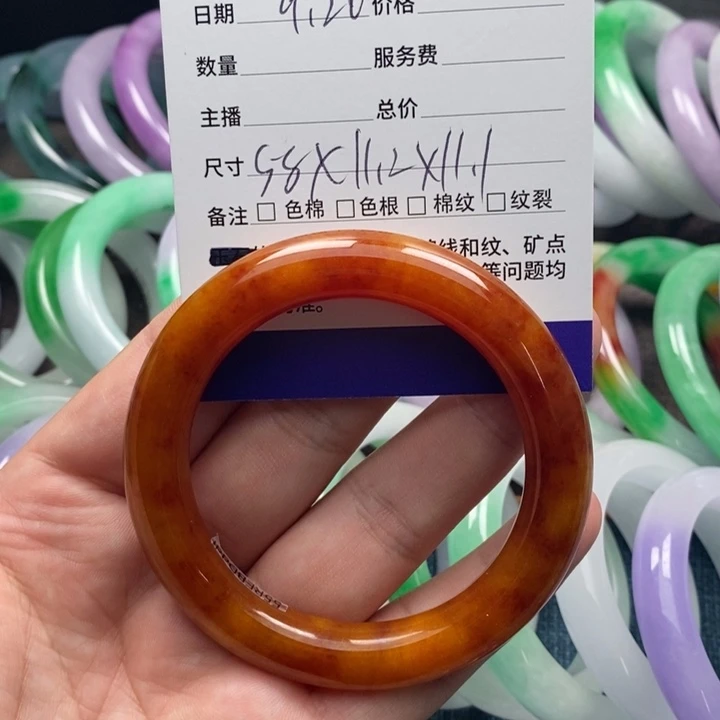 日期 9.20 价格
数量 服务费
主播 总价
尺寸 58X11.2X11.1
备注 □ 色棉 □色根 □ 棉纹 □纹裂
线和纹、矿点
等问题均
准。